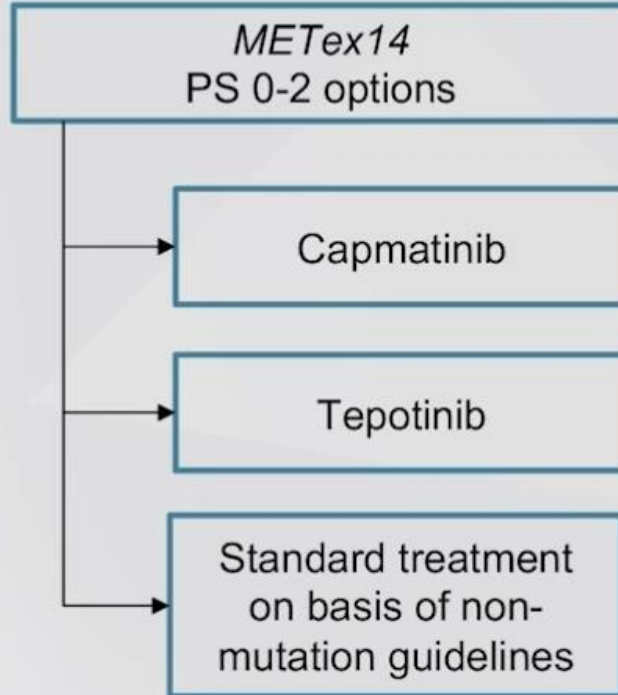 METex14
PS 0-2 options
Capmatinib
Tepotinib
Standard treatment
on basis of non-
mutation guidelines